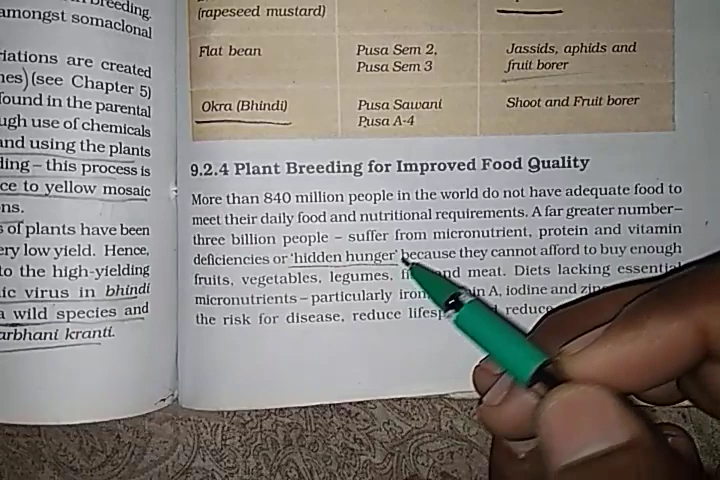 breeding.
amongst somaclonal
iations are created
nes) (see Chapter 5)
found in the parental
ugh use of chemicals
and using the plants
ding – this process is
ce to yellow mosaic
ns.
s of plants have been
ery low yield. Hence,
to the high-yielding
ic virus in bhindi
a wild species and
arbhani kranti.
(rapeseed mustard)
Flat bean
Pusa Sem 2,
Pusa Sem 3
Jassids, aphids and
fruit borer
Okra (Bhindi)
Pusa Sawani
Pusa A-4
Shoot and Fruit borer
9.2.4 Plant Breeding for Improved Food Quality
More than 840 million people in the world do not have adequate food to
meet their daily food and nutritional requirements. A far greater number–
three billion people – suffer from micronutrient, protein and vitamin
deficiencies or 'hidden hunger' because they cannot afford to buy enough
fruits, vegetables, legumes, and meat. Diets lacking essential
micronutrients – particularly iron, in A, iodine and
the risk for disease, reduce reduce